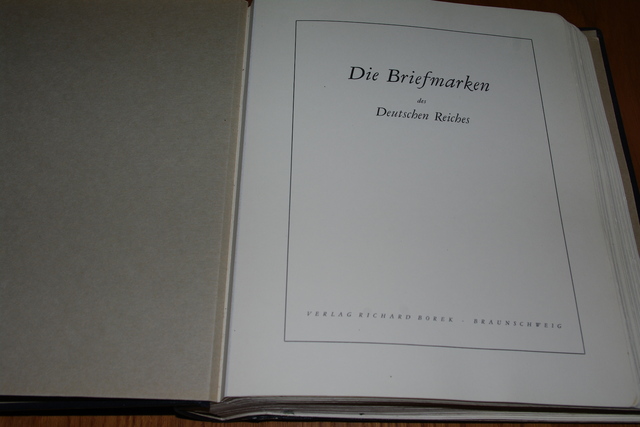 Die Briefmarken
des
Deutschen Reiches
VERLAG RICHARD BOREK · BRAUNSCHWEIG